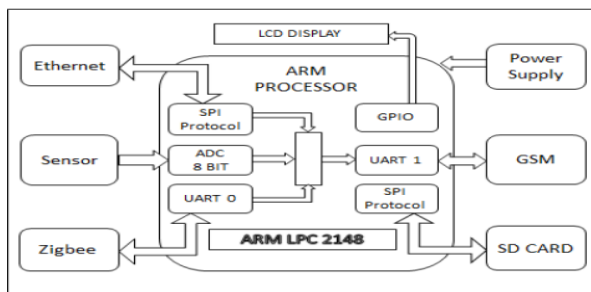 LCD DISPLAY
Ethernet
ARM
PROCESSOR
Power
Supply
SPI
Protocol
GPIO
Sensor
ADC
8 BIT
UART 1
GSM
UART 0
SPI
Protocol
Zigbee
ARM LPC 2148
SD CARD